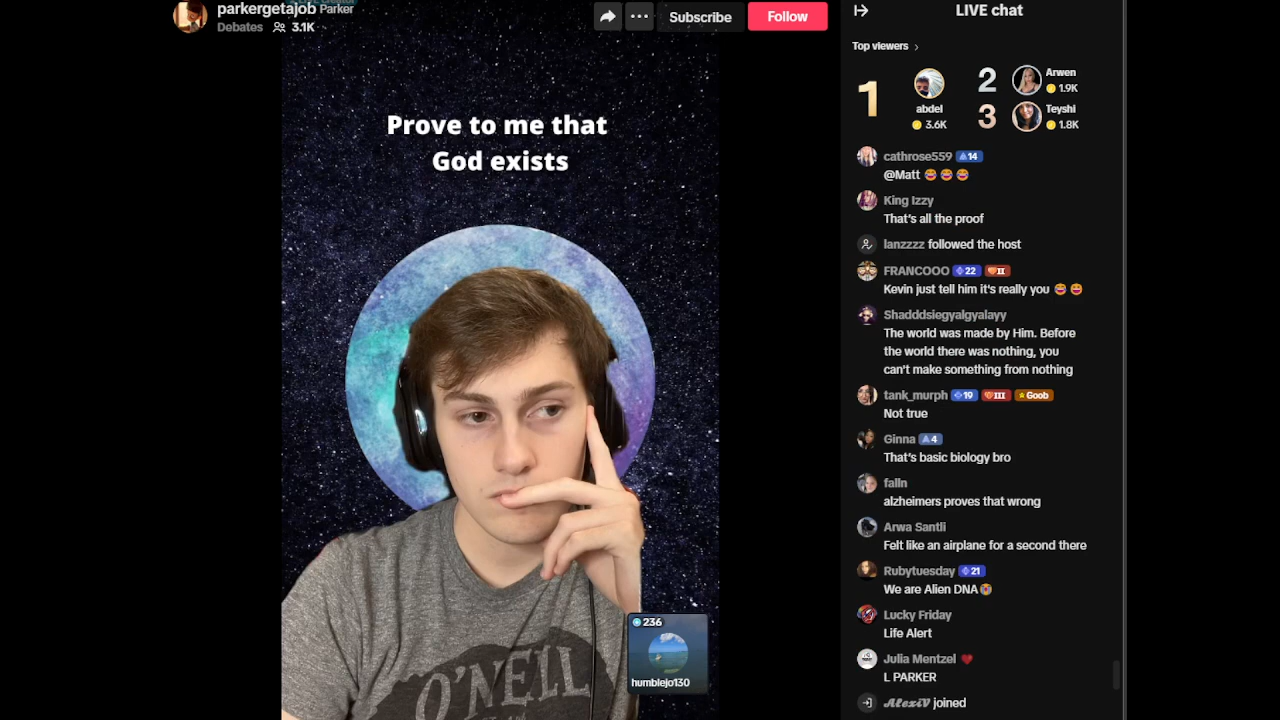 parkergetajob Parker
Debates 3.1K
Subscribe
Follow
Prove to me that
God exists
O'NEILL
236
humblejo130
LIVE chat
Top viewers
1
abdel
3.6K
2
Arwen
1.9K
3
Teyshi
1.8K
cathrose559 14
@Matt
King Izzy
That's all the proof
lanzzzz followed the host
FRANCOOO 22 II
Kevin just tell him it's really you
Shadddsiegyalgyalayy
The world was made by Him. Before
the world there was nothing, you
can't make something from nothing
tank_murph 19 III Goob
Not true
Ginna 4
That's basic biology bro
falln
alzheimers proves that wrong
Arwa Santli
Felt like an airplane for a second there
Rubytuesday 21
We are Alien DNA
Lucky Friday
Life Alert
Julia Mentzel
L PARKER
AlexiV joined